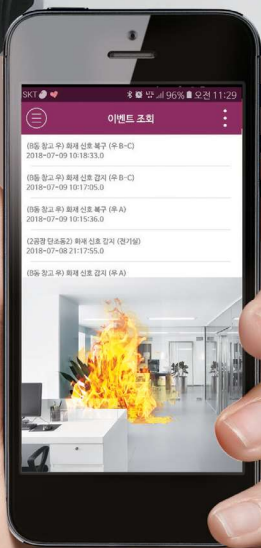 SKT 96% 오전 11:29
이벤트 조회
(B동 창고 우) 화재 신호 복구 (우 B-C)
2018-07-09 10:18:33.0
(B동 창고 우) 화재 신호 감지 (우 B-C)
2018-07-09 10:17:05.0
(B동 창고 우) 화재 신호 복구 (우 A)
2018-07-09 10:15:36.0
(2공장 단조동2) 화재 신호 감지 (전기실)
2018-07-08 21:17:55.0
(B동 창고 우) 화재 신호 감지 (우 A)